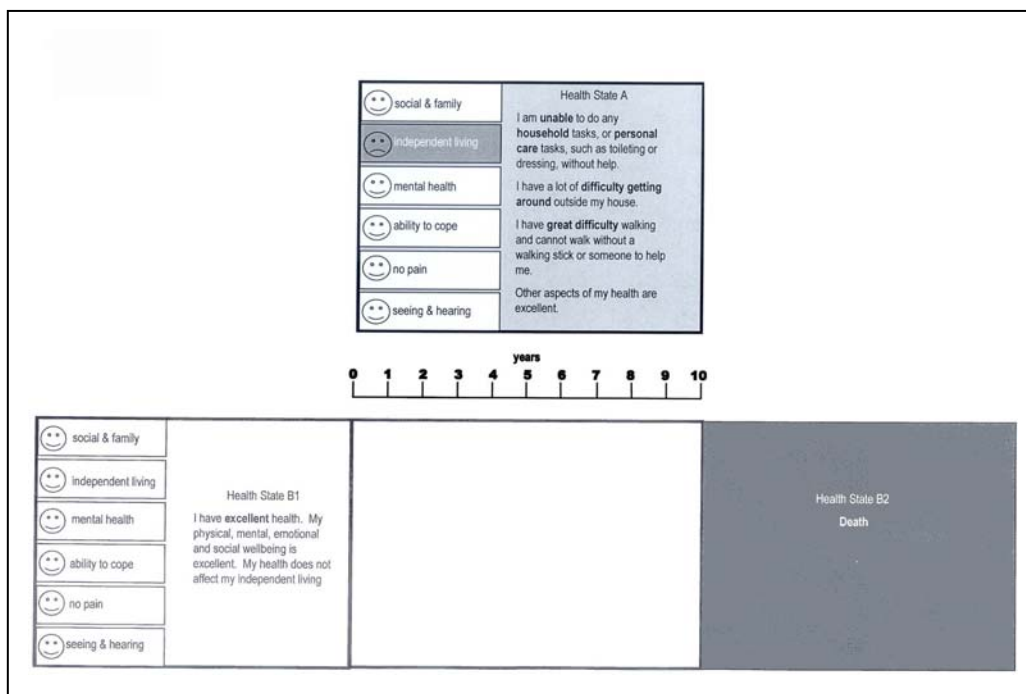 social & family
independent living
mental health
ability to cope
no pain
seeing & hearing
Health State A
I am unable to do any
household tasks, or personal
care tasks, such as toileting or
dressing, without help.
I have a lot of difficulty getting
around outside my house.
I have great difficulty walking
and cannot walk without a
walking stick or someone to help
me.
Other aspects of my health are
excellent.
years
0 1 2 3 4 5 6 7 8 9 10
social & family
independent living
mental health
ability to cope
no pain
seeing & hearing
Health State B1
I have excellent health. My
physical, mental, emotional
and social wellbeing is
excellent. My health does not
affect my independent living
Health State B2
Death